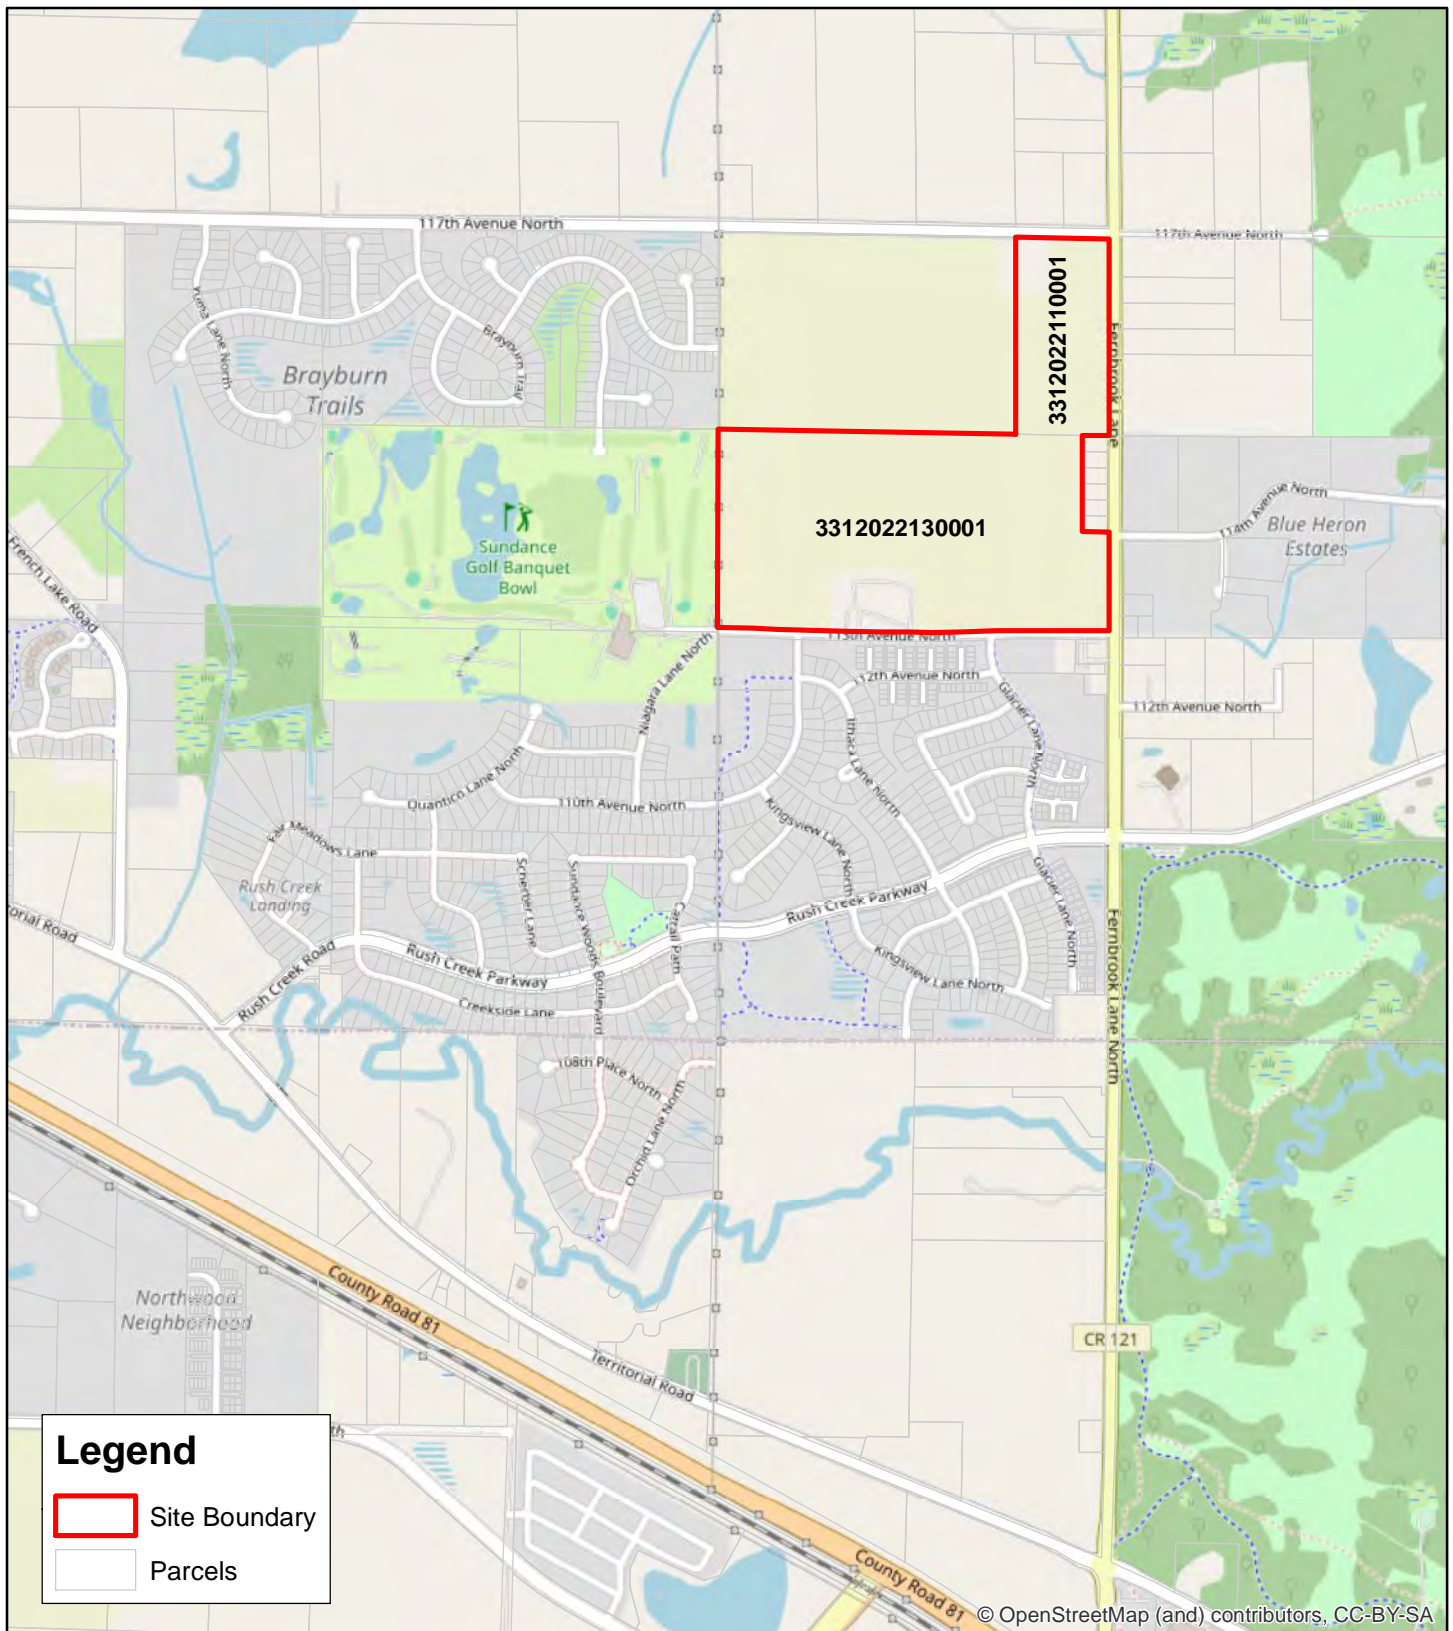 117th Avenue North
117th Avenue North
3312022110001
Fernbrook Lane
Yuma Lane North
Brayburn Tray
Brayburn
Trails
3312022130001
Sundance
Golf Banquet
Bowl
114th Avenue North
Blue Heron
Estates
French Lake Road
113th Avenue North
Niagara Lane North
12th Avenue North
Glacier Lane North
112th Avenue North
Ithaca Lane North
Quantico Lane North
110th Avenue North
Kingsview Lane North
Fair Meadows Lane
Scherber Lane
Sundance Woods Boulevard
Cattail Path
Glacier Lane North
Rush Creek
Landing
Rush Creek Parkway
orial Road
Rush Creek Road
Rush Creek Parkway
Kingsview Lane North
Fernbrook Lane North
Creekside Lane
108th Place North
Orchid Lane North
County Road 81
Northwood
Neighborhood
CR 121
Territorial Road
th
Legend
Site Boundary
Parcels
County Road 81
© OpenStreetMap (and) contributors, CC-BY-SA